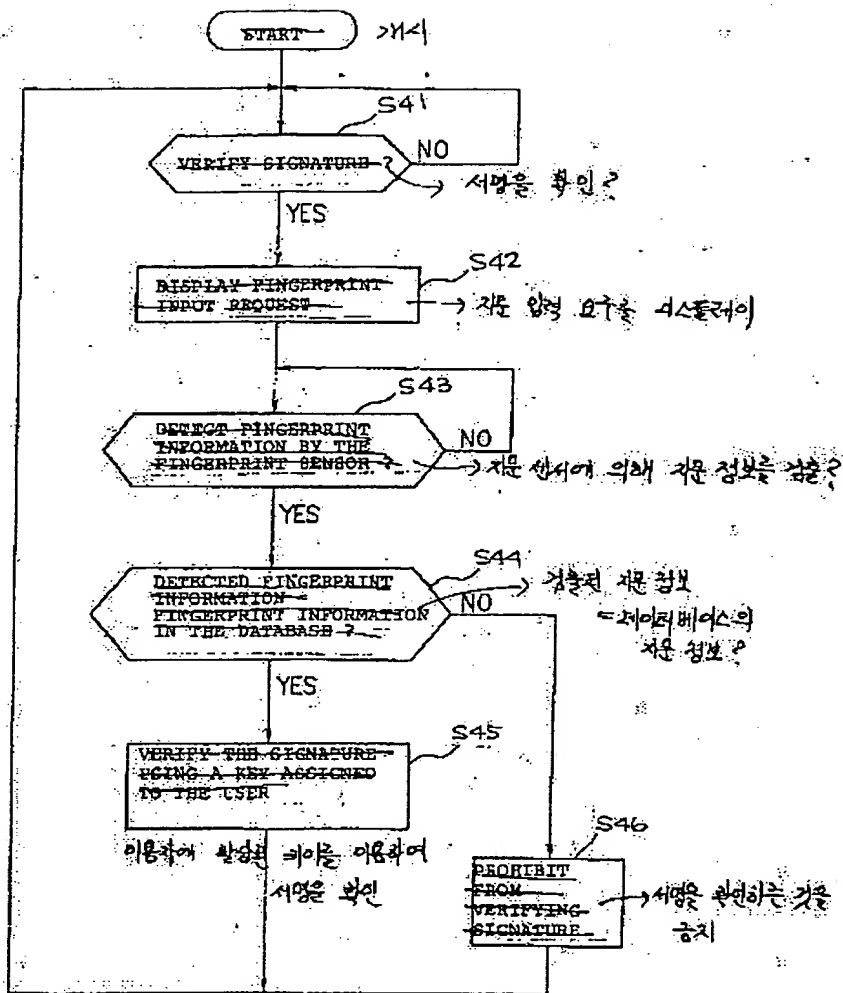 START 개시
S41
VERIFY SIGNATURE ?
NO
서명을 확인?
YES
S42
DISPLAY FINGERPRINT
INPUT REQUEST
지문 입력 요구를 디스플레이
S43
DETECT FINGERPRINT
INFORMATION BY THE
FINGERPRINT SENSOR ?
NO
지문 센서에 의해 지문 정보를 검출?
YES
S44
DETECTED FINGERPRINT
INFORMATION =
FINGERPRINT INFORMATION
IN THE DATABASE ?
NO
검출된 지문 정보
= 데이터베이스의
지문 정보?
YES
S45
VERIFY THE SIGNATURE
USING A KEY ASSIGNED
TO THE USER
이용자에 할당된 키이를 이용하여
서명을 확인
S46
PROHIBIT
FROM
VERIFYING
SIGNATURE
서명을 확인하는 것을
금지